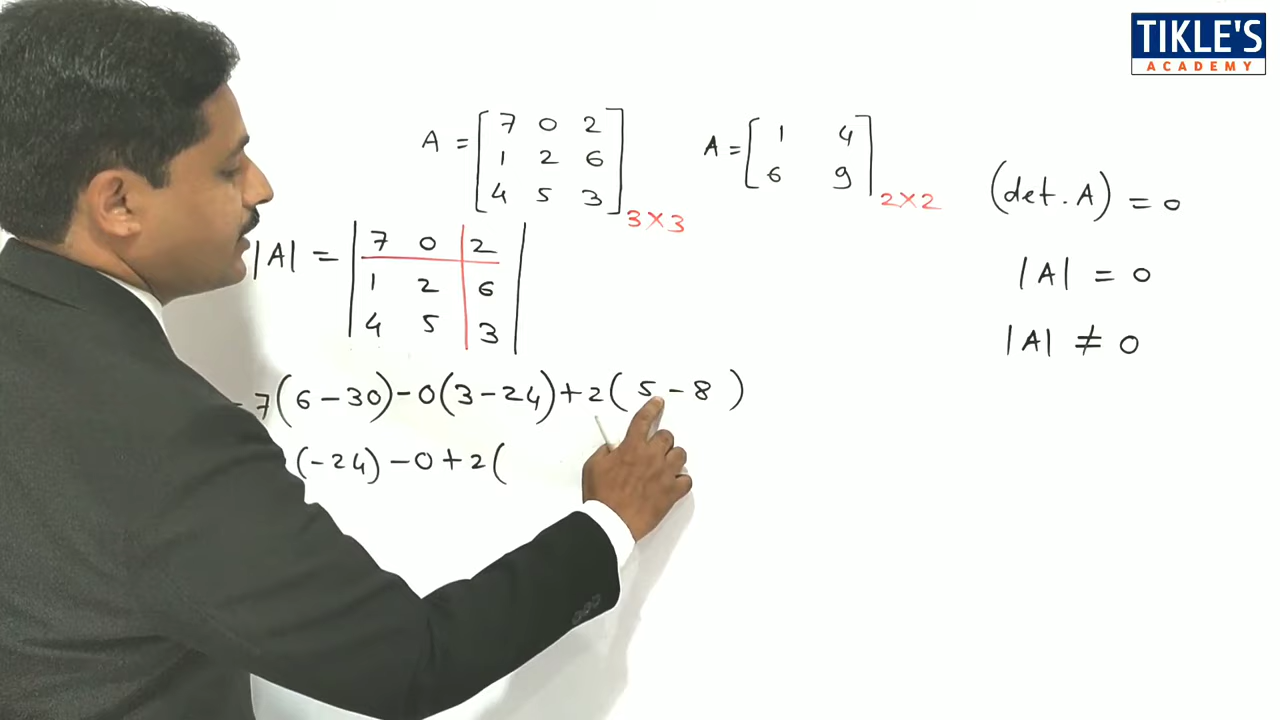 TIKLE'S
ACADEMY
A = [7 0 2
1 2 6
4 5 3] 3×3
A = [1 4
6 9] 2×2
(det. A) = 0
|A| = 0
|A| ≠ 0
|A| = |7 0 2
1 2 6
4 5 3|
7(6-30)-0(3-24)+2(5-8)
(-24)-0+2(